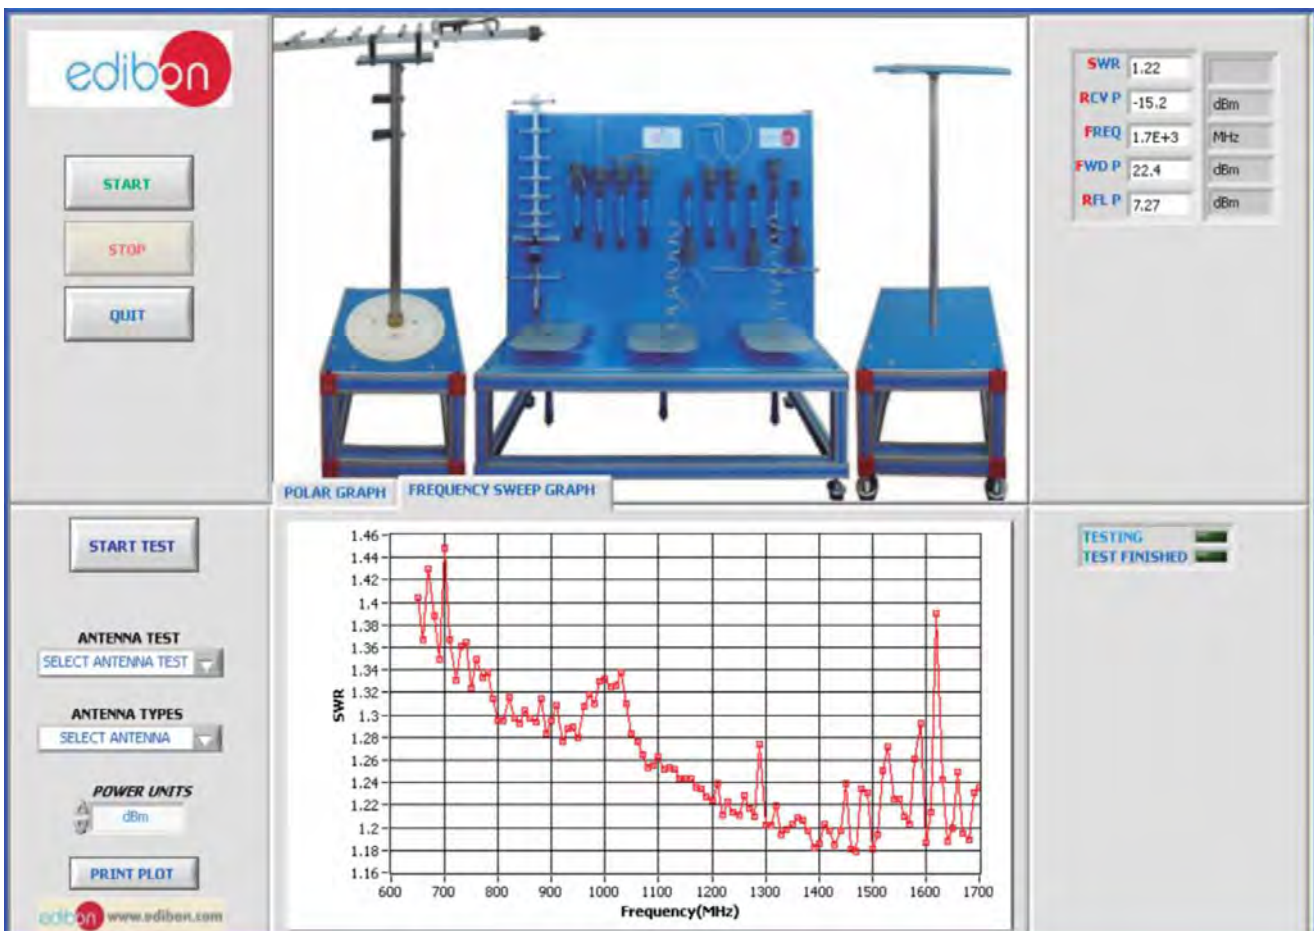 edibon
START
STOP
QUIT
SWR 1.22
RCV P -15.2 dBm
FREQ 1.7E+3 MHz
FWD P 22.4 dBm
RFL P 7.27 dBm
POLAR GRAPH
FREQUENCY SWEEP GRAPH
START TEST
ANTENNA TEST
SELECT ANTENNA TEST
ANTENNA TYPES
SELECT ANTENNA
POWER UNITS
dBm
PRINT PLOT
edibon www.edibon.com
SWR
1.46
1.44
1.42
1.4
1.38
1.36
1.34
1.32
1.3
1.28
1.26
1.24
1.22
1.2
1.18
1.16
600 700 800 900 1000 1100 1200 1300 1400 1500 1600 1700
Frequency(MHz)
TESTING
TEST FINISHED